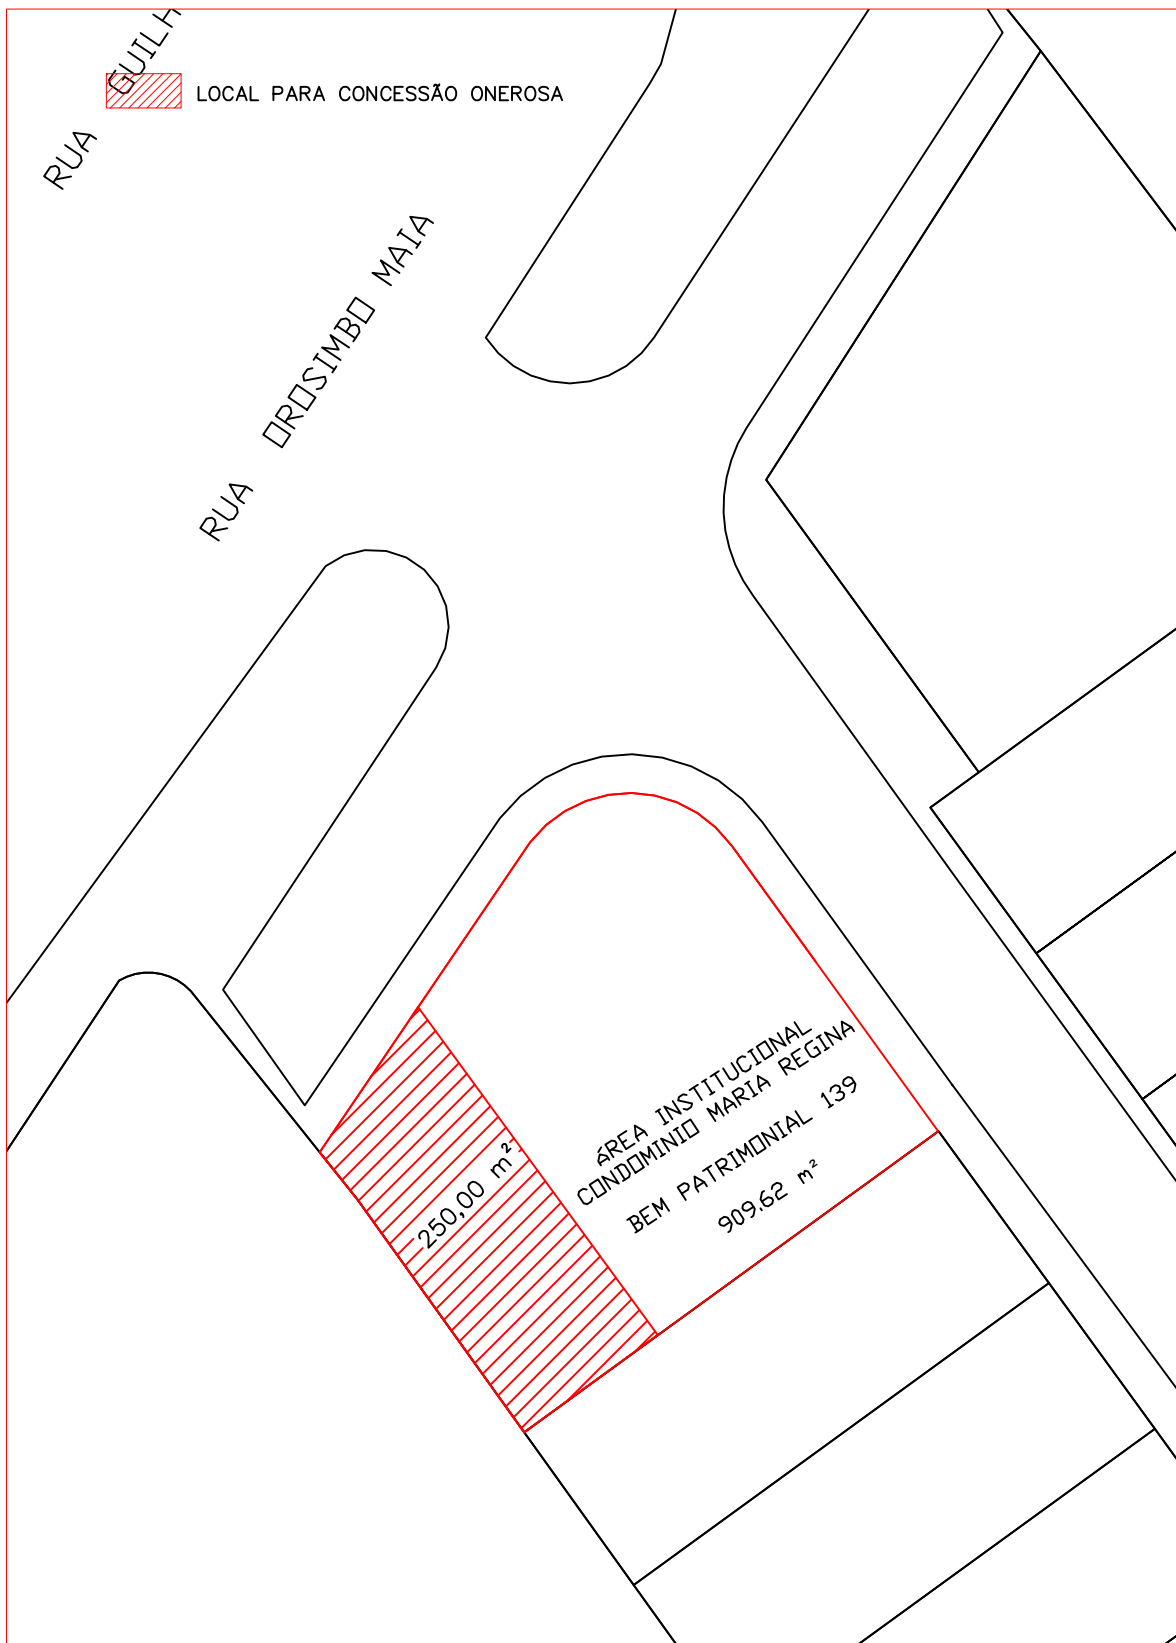 RUA GUILH
LOCAL PARA CONCESSÃO ONEROSA
RUA OROSIMBO MAIA
ÁREA INSTITUCIONAL
CONDOMINIO MARIA REGINA
BEM PATRIMONIAL 139
909.62 m²
250,00 m²